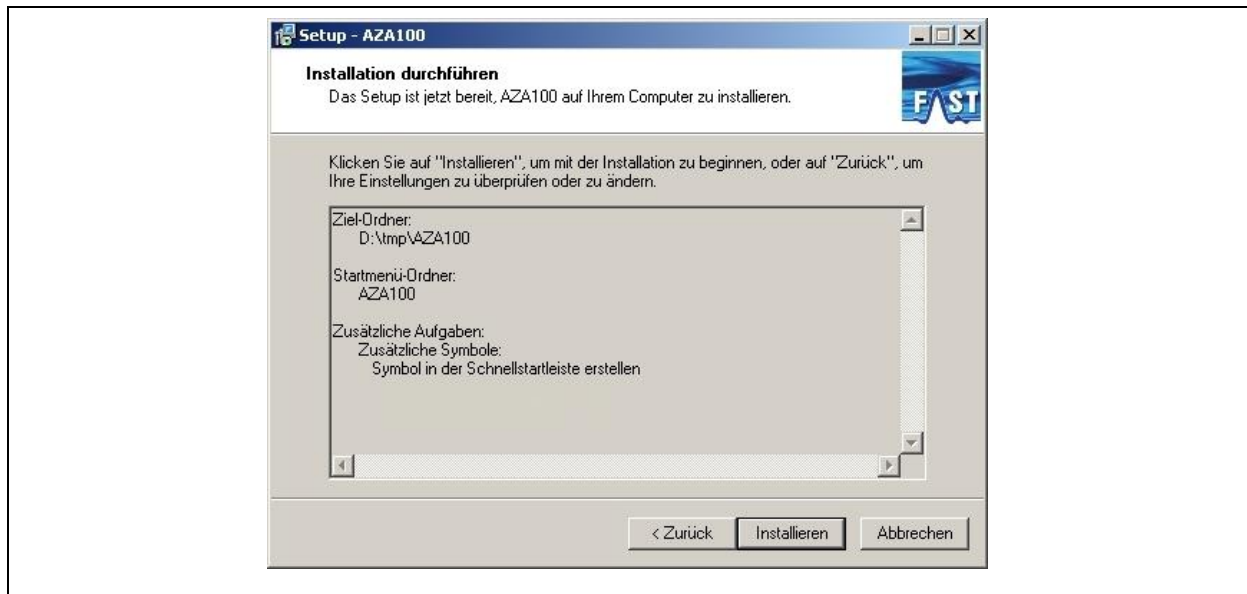 Setup - AZA100
Installation durchführen
Das Setup ist jetzt bereit, AZA100 auf Ihrem Computer zu installieren.
FAST
Klicken Sie auf "Installieren", um mit der Installation zu beginnen, oder auf "Zurück", um
Ihre Einstellungen zu überprüfen oder zu ändern.
Ziel-Ordner:
D:\tmp\AZA100
Startmenü-Ordner:
AZA100
Zusätzliche Aufgaben:
Zusätzliche Symbole:
Symbol in der Schnellstartleiste erstellen
< Zurück
Installieren
Abbrechen